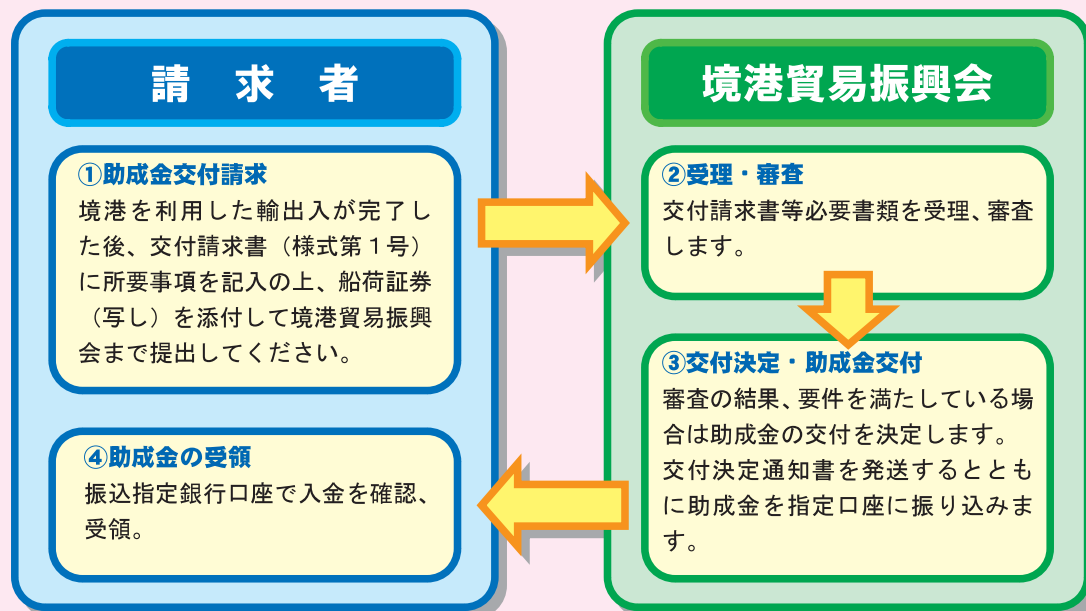 請求者
①助成金交付請求
境港を利用した輸出入が完了し
た後、交付請求書（様式第１号）
に所要事項を記入の上、船荷証券
（写し）を添付して境港貿易振興
会まで提出してください。
④助成金の受領
振込指定銀行口座で入金を確認、
受領。
境港貿易振興会
②受理・審査
交付請求書等必要書類を受理、審査
します。
③交付決定・助成金交付
審査の結果、要件を満たしている場
合は助成金の交付を決定します。
交付決定通知書を発送するととも
に助成金を指定口座に振り込みま
す。